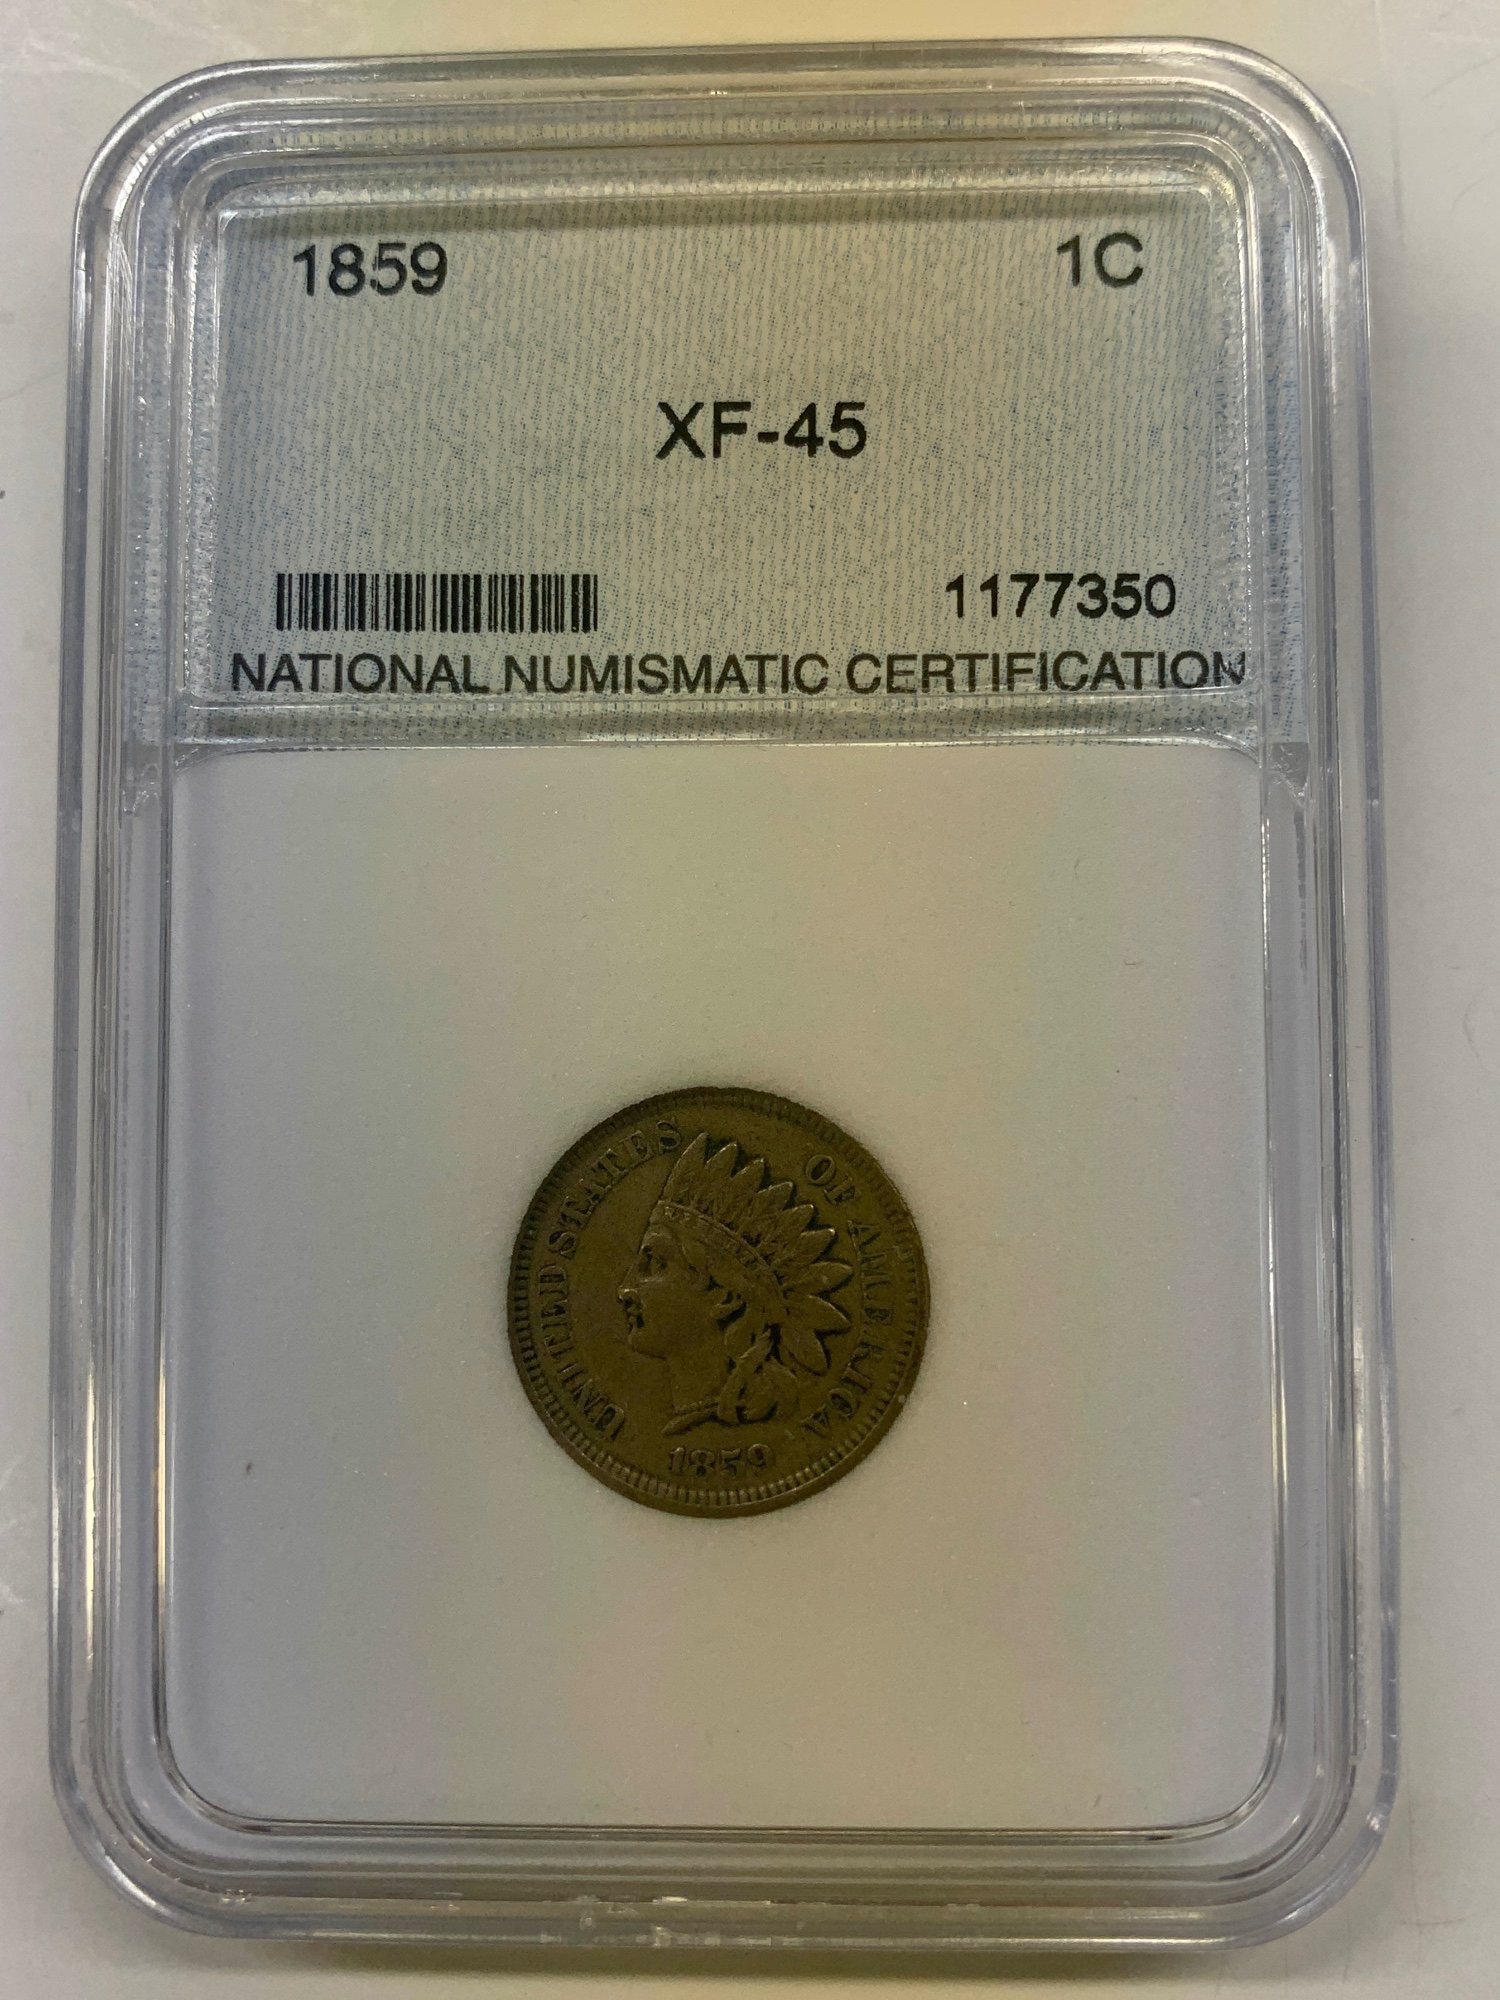 1859 1C
XF-45
1177350
NATIONAL NUMISMATIC CERTIFICATION
UNITED STATES OF AMERICA
1859